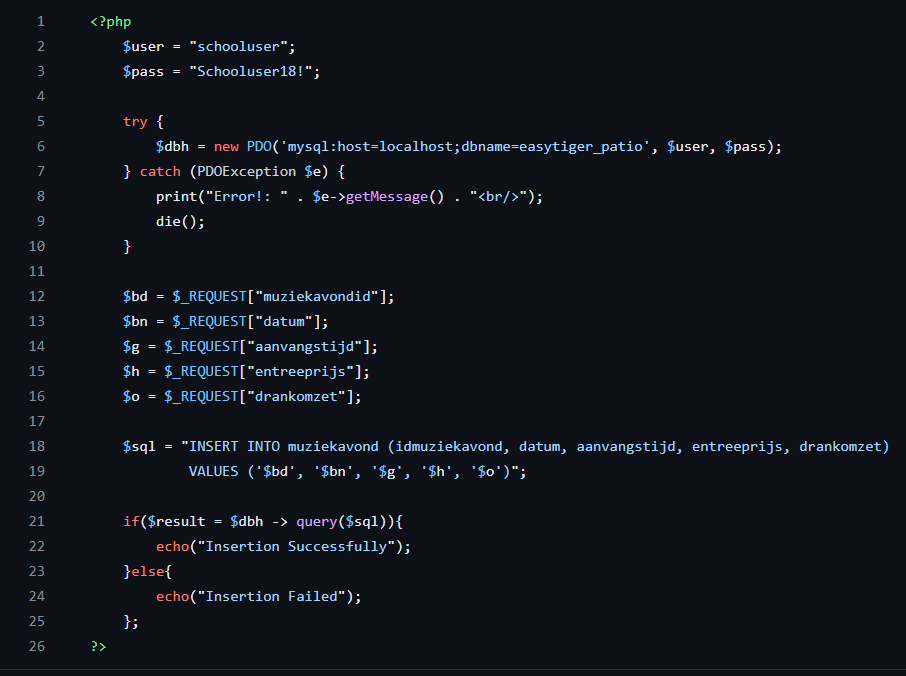 1 <?php
2 $user = "schooluser";
3 $pass = "Schooluser18!";
4
5 try {
6 $dbh = new PDO('mysql:host=localhost;dbname=easytiger_patio', $user, $pass);
7 } catch (PDOException $e) {
8 print("Error!: " . $e->getMessage() . "<br/>");
9 die();
10 }
11
12 $bd = $_REQUEST["muziekavondid"];
13 $bn = $_REQUEST["datum"];
14 $g = $_REQUEST["aanvangstijd"];
15 $h = $_REQUEST["entreeprijs"];
16 $o = $_REQUEST["drankomzet"];
17
18 $sql = "INSERT INTO muziekavond (idmuziekavond, datum, aanvangstijd, entreeprijs, drankomzet)
19 VALUES ('$bd', '$bn', '$g', '$h', '$o')";
20
21 if($result = $dbh -> query($sql)){
22 echo("Insertion Successfully");
23 }else{
24 echo("Insertion Failed");
25 };
26 ?>